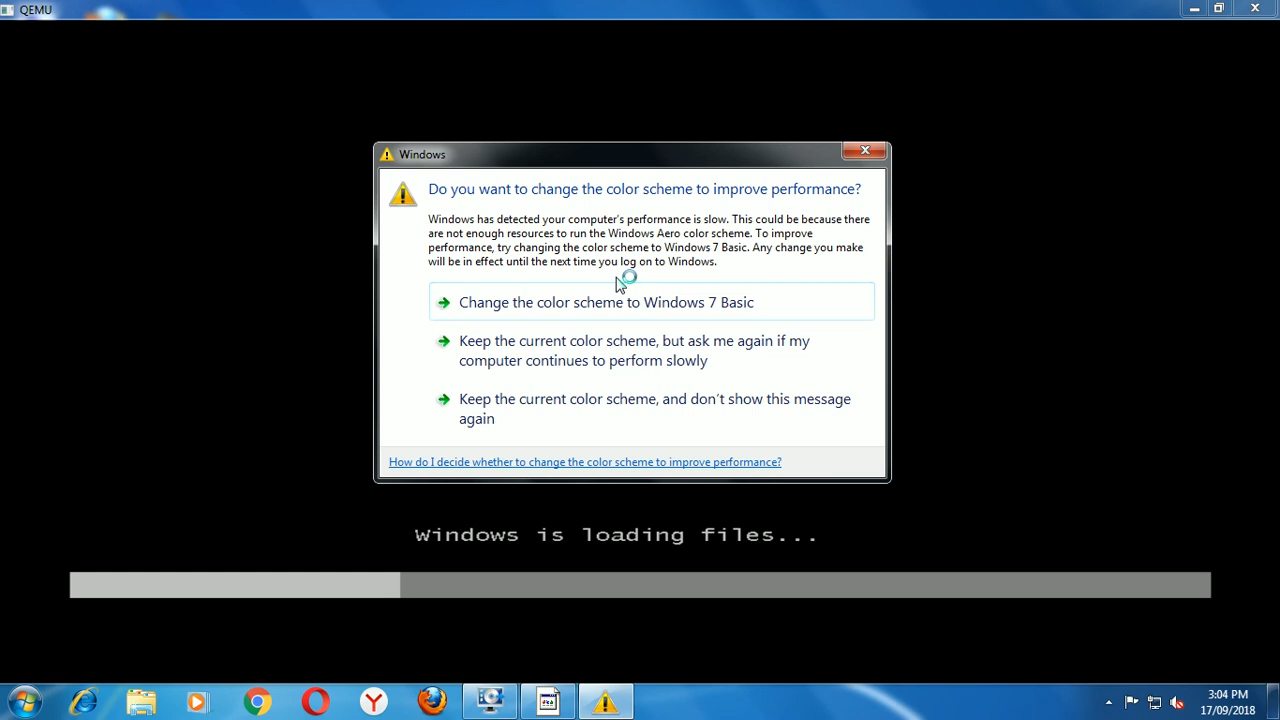 QEMU
Windows
Do you want to change the color scheme to improve performance?
Windows has detected your computer's performance is slow. This could be because there
are not enough resources to run the Windows Aero color scheme. To improve
performance, try changing the color scheme to Windows 7 Basic. Any change you make
will be in effect until the next time you log on to Windows.
Change the color scheme to Windows 7 Basic
Keep the current color scheme, but ask me again if my
computer continues to perform slowly
Keep the current color scheme, and don't show this message
again
How do I decide whether to change the color scheme to improve performance?
Windows is loading files...
3:04 PM
17/09/2018